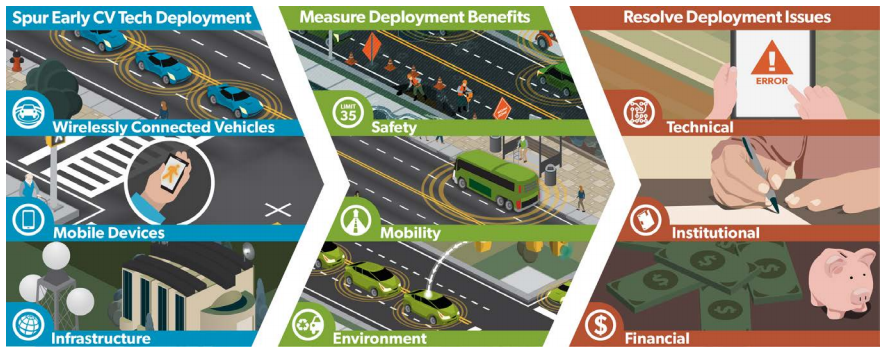 Spur Early CV Tech Deployment
Wirelessly Connected Vehicles
Mobile Devices
Infrastructure
Measure Deployment Benefits
LIMIT
35
Safety
Mobility
Environment
Resolve Deployment Issues
!
ERROR
Technical
Institutional
$ $ $ $
$
Financial